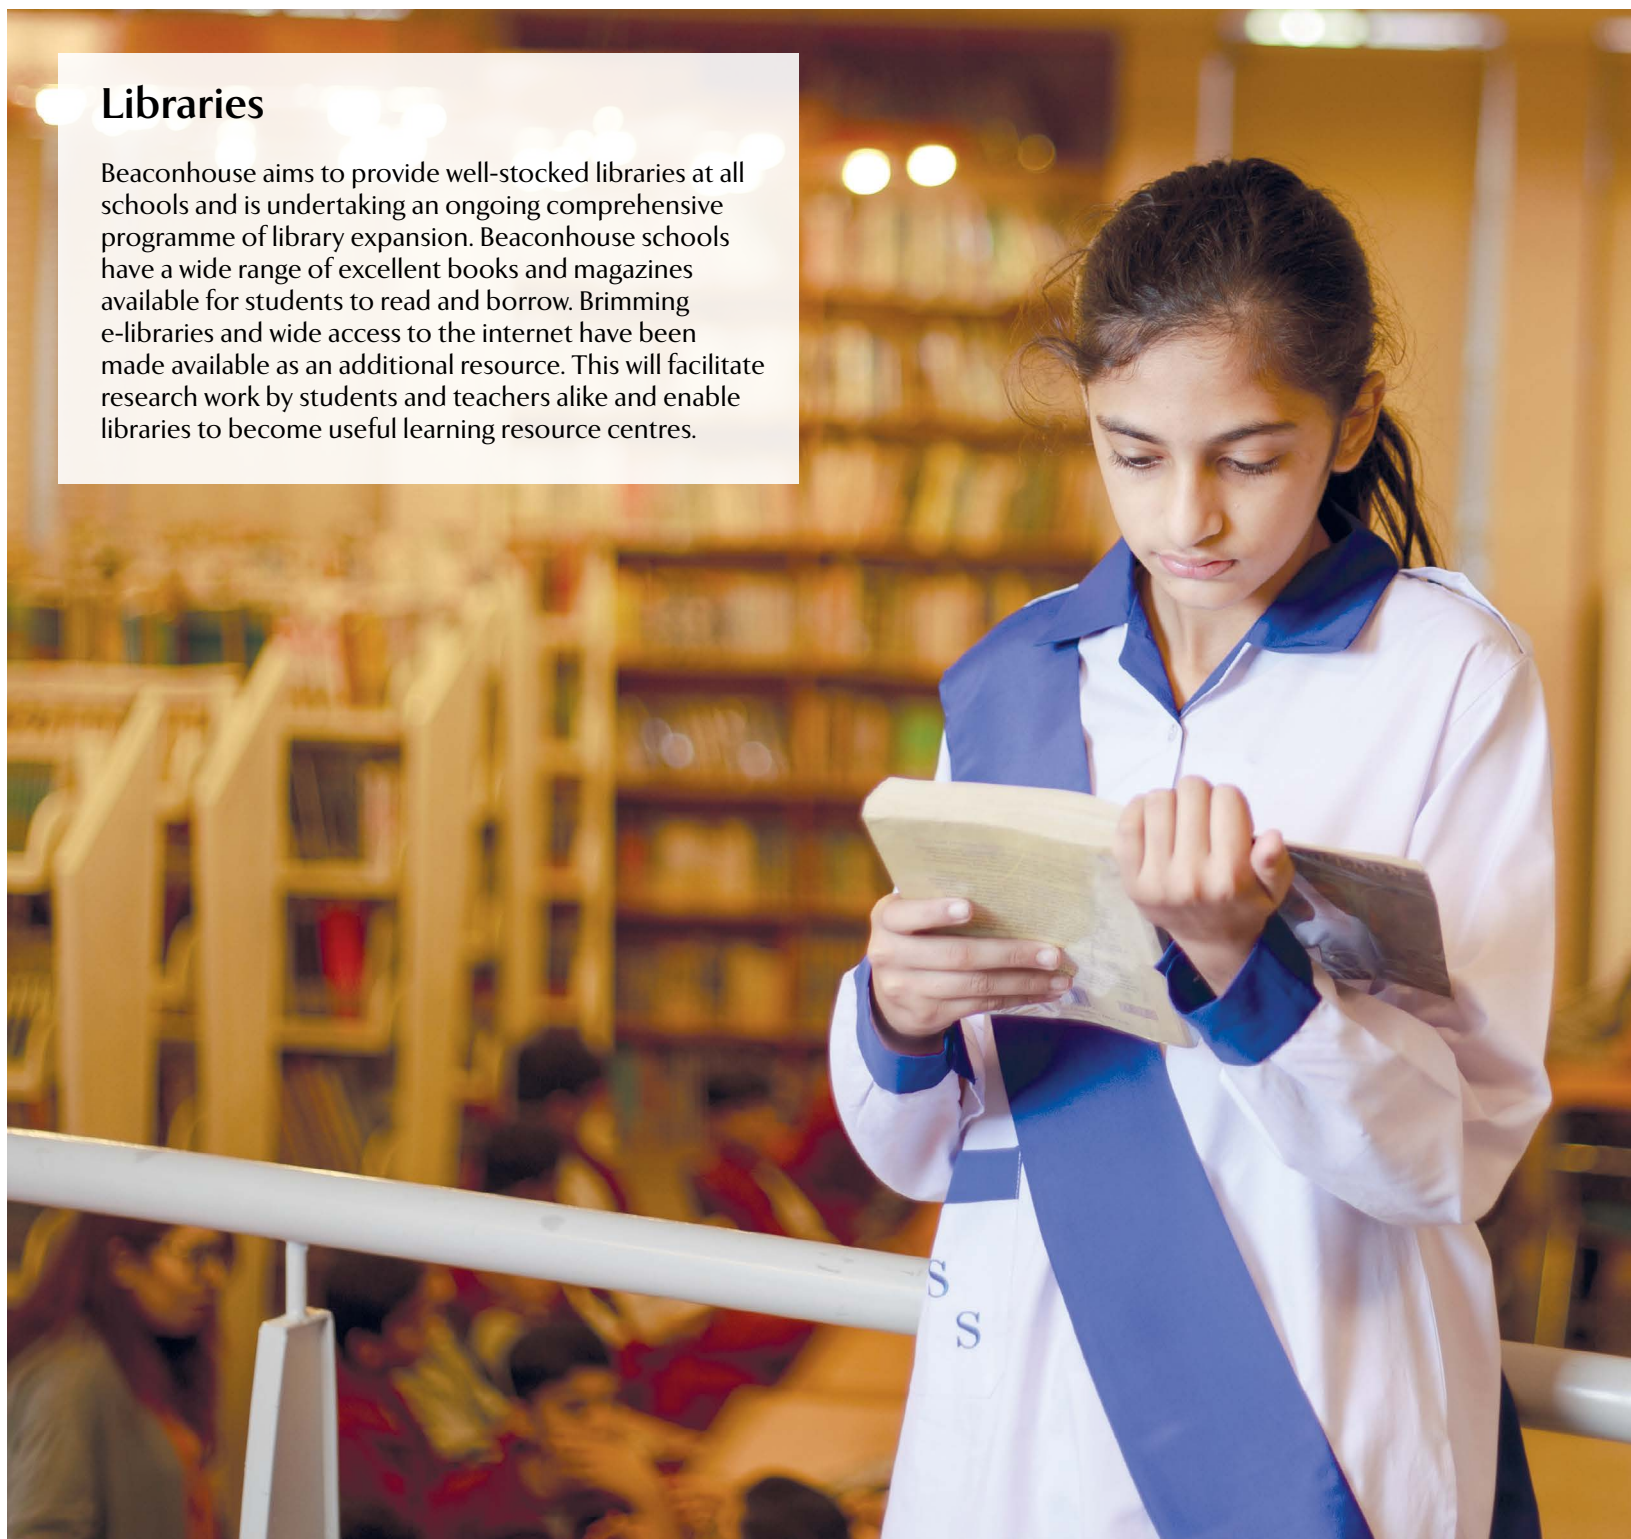 Libraries
Beaconhouse aims to provide well-stocked libraries at all
schools and is undertaking an ongoing comprehensive
programme of library expansion. Beaconhouse schools
have a wide range of excellent books and magazines
available for students to read and borrow. Brimming
e-libraries and wide access to the internet have been
made available as an additional resource. This will facilitate
research work by students and teachers alike and enable
libraries to become useful learning resource centres.
S
S